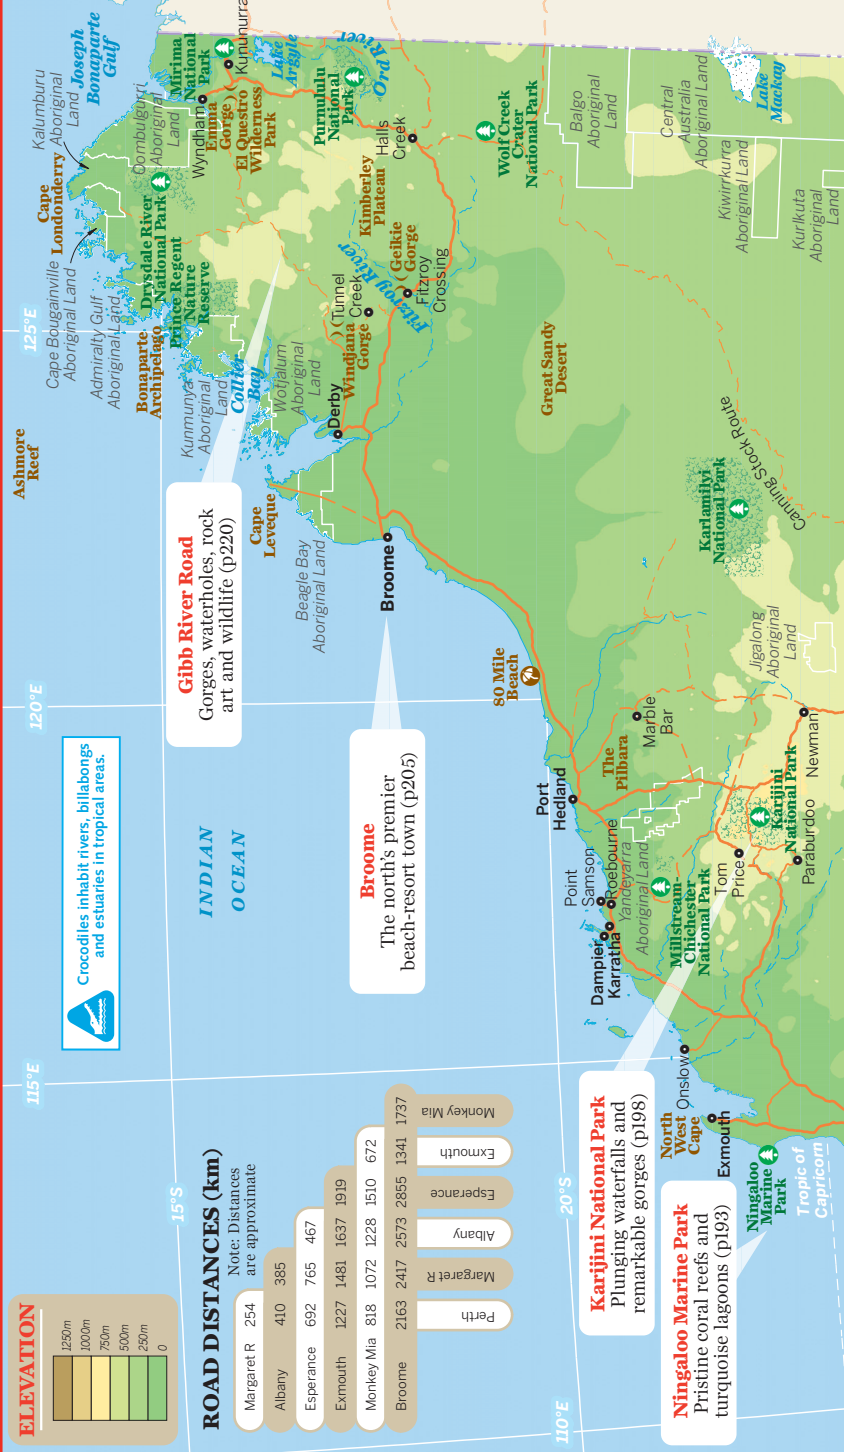 ELEVATION
1250m
1000m
750m
500m
250m
0
ROAD DISTANCES (km)
Note: Distances
are approximate
Margaret R 254
Albany 410 385
Esperance 692 765 467
Exmouth 1227 1481 1637 1919
Monkey Mia 818 1072 1228 1510 672
Broome 2163 2417 2573 2855 1341 1737
Perth
Margaret R
Albany
Esperance
Exmouth
Monkey Mia
Crocodiles inhabit rivers, billabongs
and estuaries in tropical areas.
INDIAN
OCEAN
110°E
115°E
120°E
125°E
15°S
20°S
Tropic of
Capricorn
Gibb River Road
Gorges, waterholes, rock
art and wildlife (p220)
Broome
The north's premier
beach-resort town (p205)
Karijini National Park
Plunging waterfalls and
remarkable gorges (p198)
Ningaloo Marine Park
Pristine coral reefs and
turquoise lagoons (p193)
Ashmore
Reef
Cape Bougainville
Aboriginal Land
Admiralty Gulf
Aboriginal Land
Cape
Londonderry
Kalumburu
Aboriginal
Land
Joseph
Bonaparte
Gulf
Oombulgurri
Aboriginal
Land
Mirima
National
Park
Kununurra
Wyndham
Emma
Gorge
El Questro
Wilderness
Park
Lake
Argyle
Ord River
Purnululu
National
Park
Drysdale River
National Park
Prince Regent
Nature
Reserve
Bonaparte
Archipelago
Kunmunya
Aboriginal
Land
Collier
Bay
Wotjalum
Aboriginal
Land
Derby
Windjana
Gorge
Tunnel
Creek
Fitzroy River
Kimberley
Plateau
Geikie
Gorge
Fitzroy
Crossing
Halls
Creek
Wolf Creek
Crater
National Park
Balgo
Aboriginal
Land
Central
Australia
Aboriginal Land
Lake
Mackay
Kiwirrkurra
Aboriginal Land
Kurlkuta
Aboriginal
Land
Great Sandy
Desert
Canning Stock Route
Karlamilyi
National Park
Cape
Leveque
Beagle Bay
Aboriginal Land
Broome
80 Mile
Beach
Jigalong
Aboriginal
Land
Marble
Bar
The
Pilbara
Port
Hedland
Newman
Karijini
National Park
Paraburdoo
Tom
Price
Point
Samson
Roebourne
Yandeyarra
Aboriginal Land
Millstream-
Chichester
National Park
Dampier
Karratha
Onslow
North
West
Cape
Exmouth
Ningaloo
Marine
Park